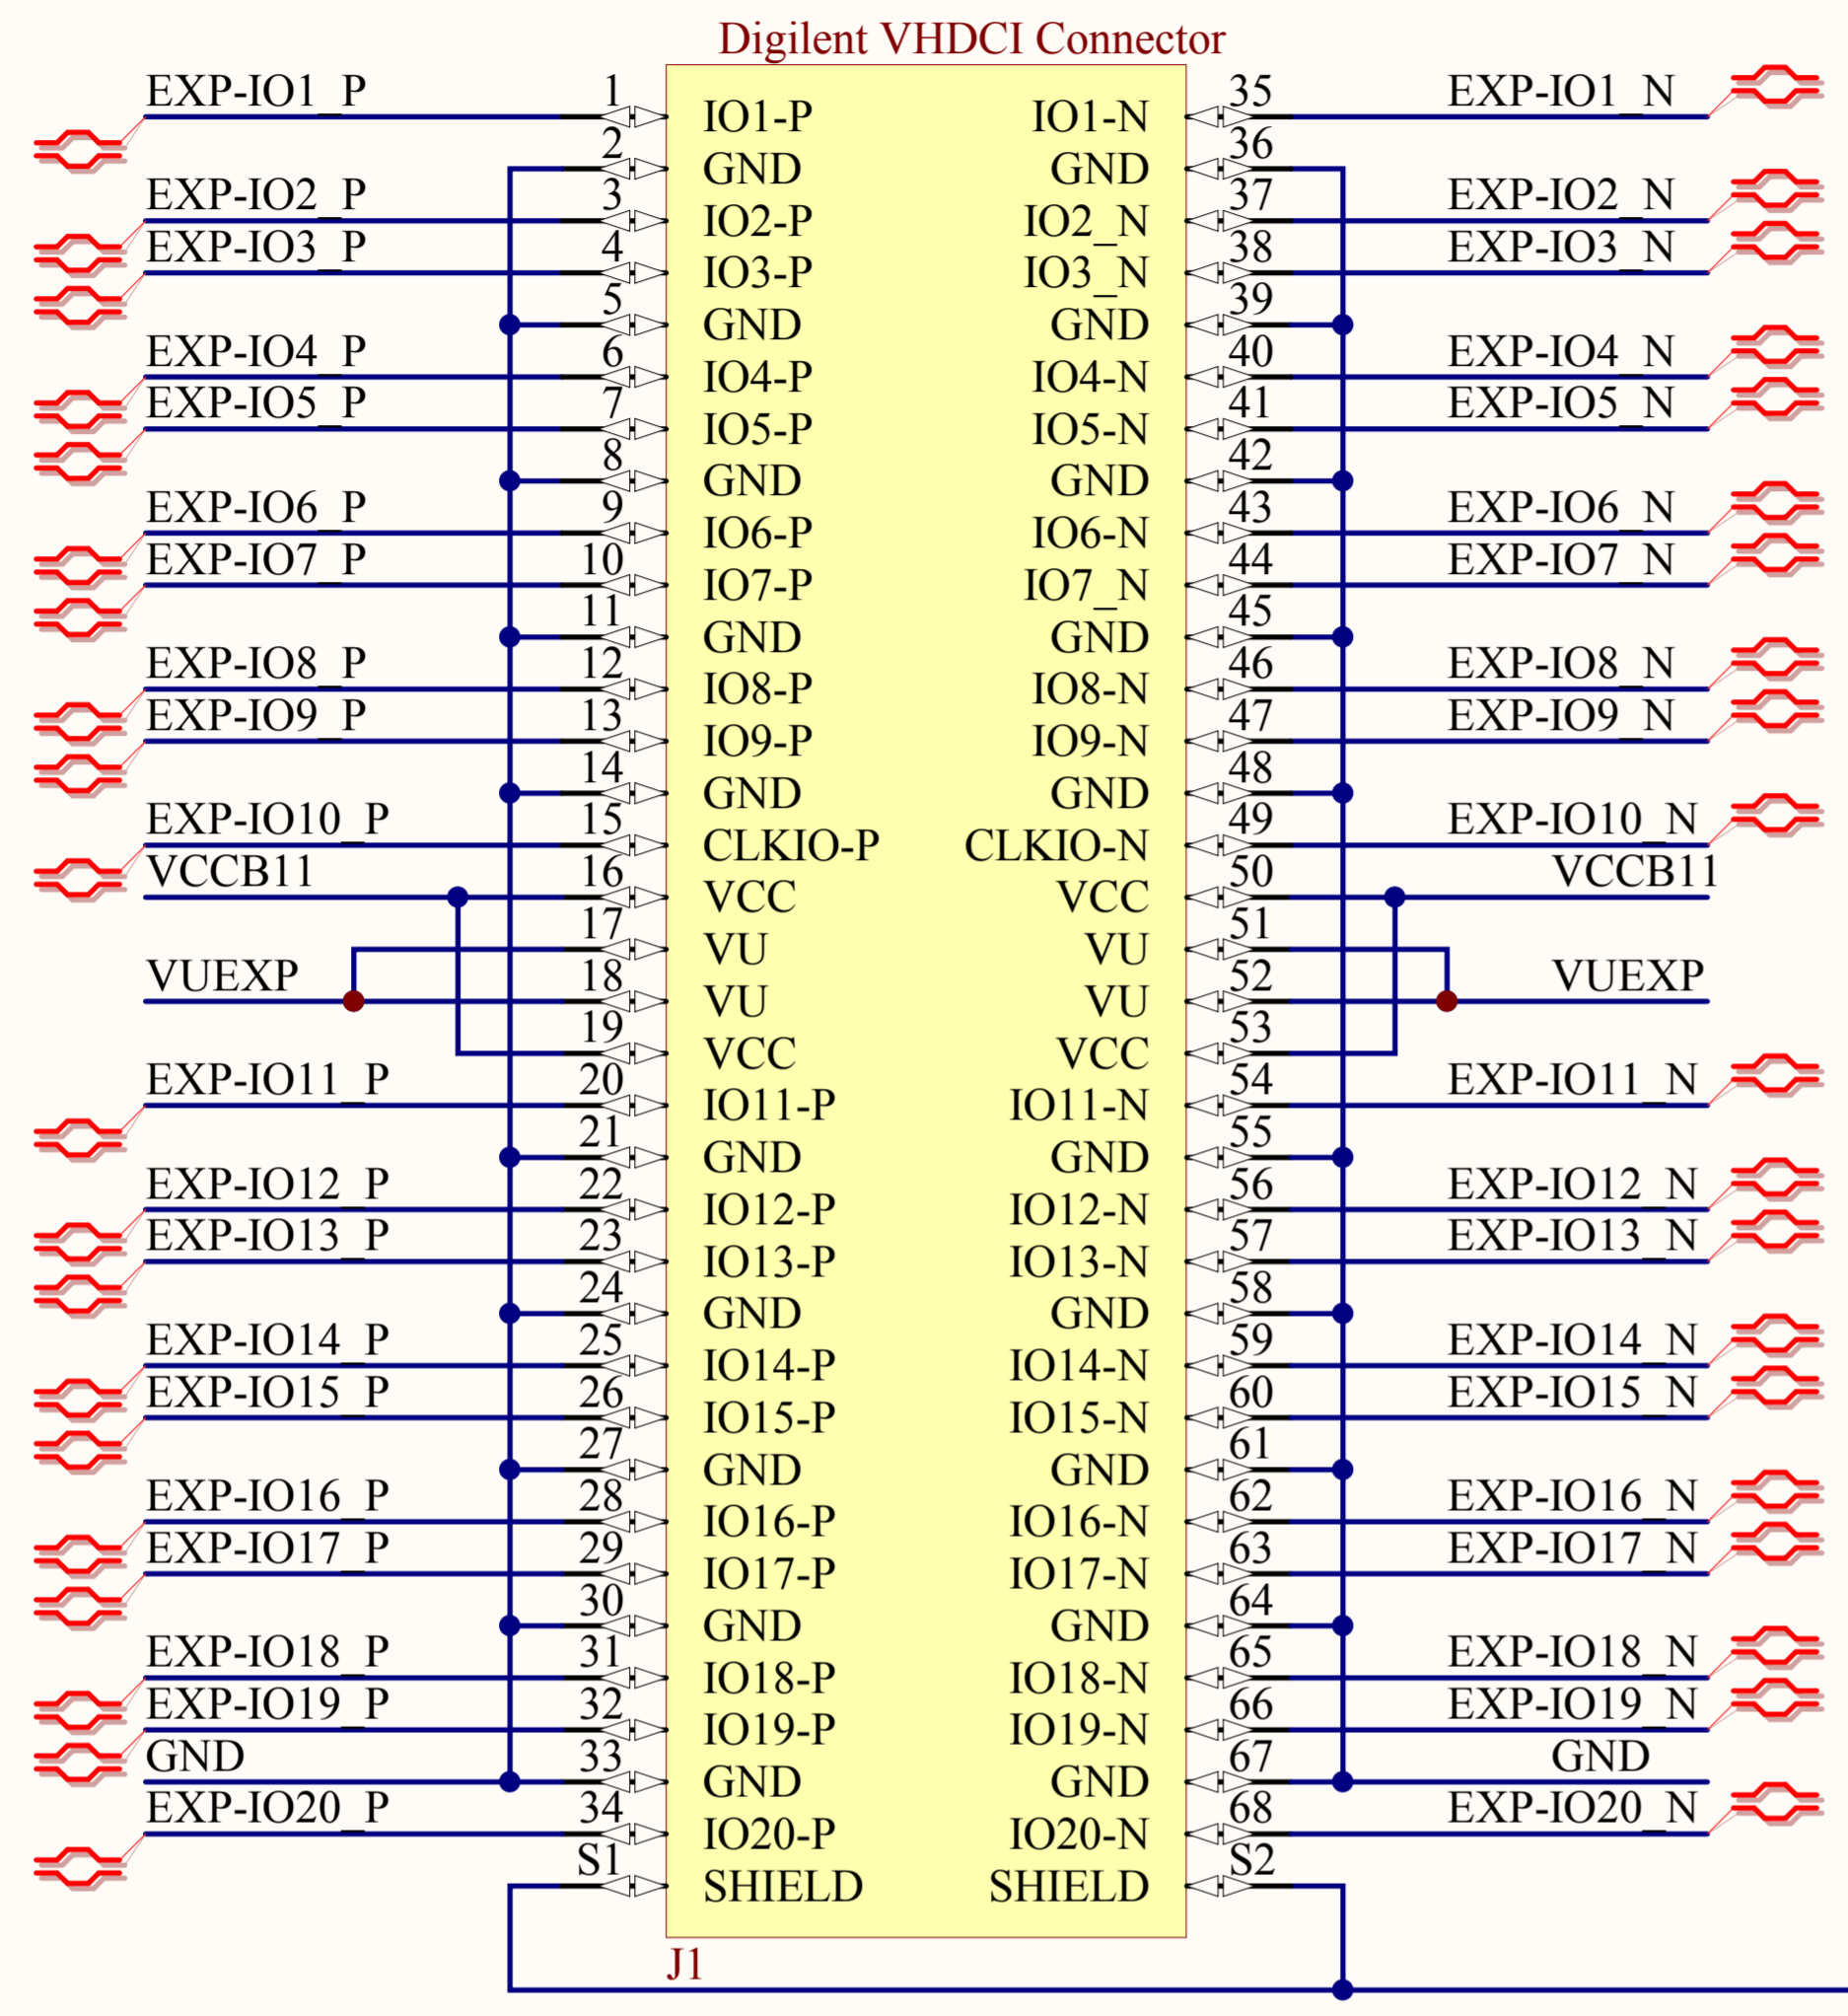 Digilent VHDCI Connector
EXP-IO1_P 1 IO1-P IO1-N 35 EXP-IO1_N
2 GND GND 36
EXP-IO2_P 3 IO2-P IO2_N 37 EXP-IO2_N
EXP-IO3_P 4 IO3-P IO3_N 38 EXP-IO3_N
5 GND GND 39
EXP-IO4_P 6 IO4-P IO4-N 40 EXP-IO4_N
EXP-IO5_P 7 IO5-P IO5-N 41 EXP-IO5_N
8 GND GND 42
EXP-IO6_P 9 IO6-P IO6-N 43 EXP-IO6_N
EXP-IO7_P 10 IO7-P IO7_N 44 EXP-IO7_N
11 GND GND 45
EXP-IO8_P 12 IO8-P IO8-N 46 EXP-IO8_N
EXP-IO9_P 13 IO9-P IO9-N 47 EXP-IO9_N
14 GND GND 48
EXP-IO10_P 15 CLKIO-P CLKIO-N 49 EXP-IO10_N
VCCB11 16 VCC VCC 50 VCCB11
17 VU VU 51
VUEXP 18 VU VU 52 VUEXP
19 VCC VCC 53
EXP-IO11_P 20 IO11-P IO11-N 54 EXP-IO11_N
21 GND GND 55
EXP-IO12_P 22 IO12-P IO12-N 56 EXP-IO12_N
EXP-IO13_P 23 IO13-P IO13-N 57 EXP-IO13_N
24 GND GND 58
EXP-IO14_P 25 IO14-P IO14-N 59 EXP-IO14_N
EXP-IO15_P 26 IO15-P IO15-N 60 EXP-IO15_N
27 GND GND 61
EXP-IO16_P 28 IO16-P IO16-N 62 EXP-IO16_N
EXP-IO17_P 29 IO17-P IO17-N 63 EXP-IO17_N
30 GND GND 64
EXP-IO18_P 31 IO18-P IO18-N 65 EXP-IO18_N
EXP-IO19_P 32 IO19-P IO19-N 66 EXP-IO19_N
GND 33 GND GND 67 GND
EXP-IO20_P 34 IO20-P IO20-N 68 EXP-IO20_N
S1 SHIELD SHIELD S2
J1